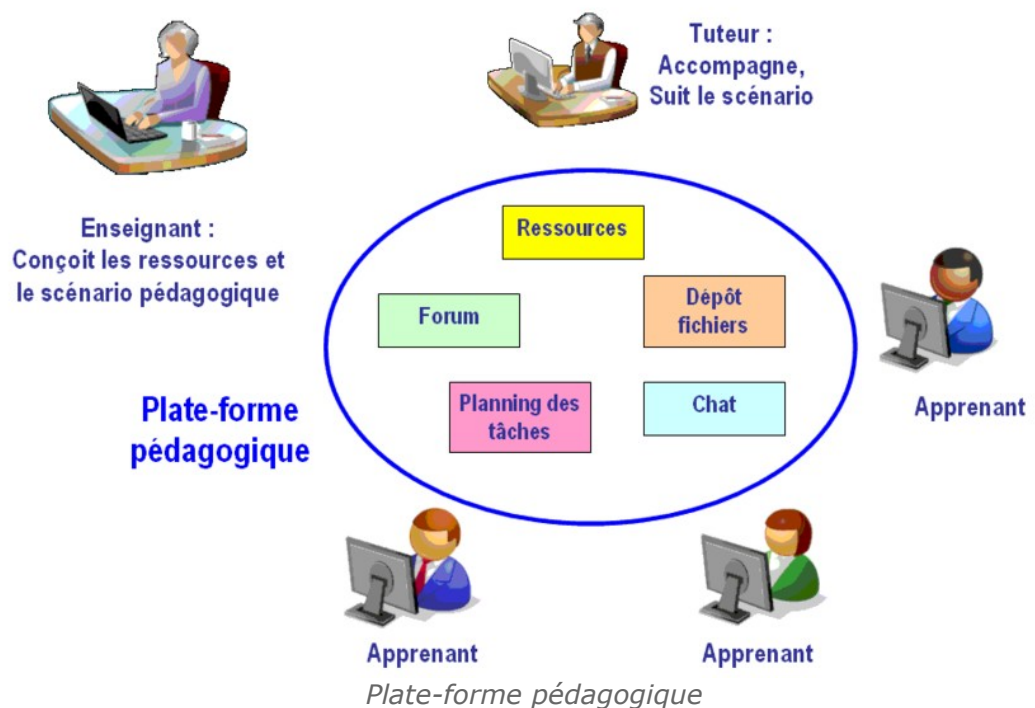 Tuteur :
Accompagne,
Suit le scénario
Enseignant :
Conçoit les ressources et
le scénario pédagogique
Ressources
Forum
Dépôt
fichiers
Planning des
tâches
Chat
Plate-forme
pédagogique
Apprenant
Apprenant
Apprenant
Plate-forme pédagogique